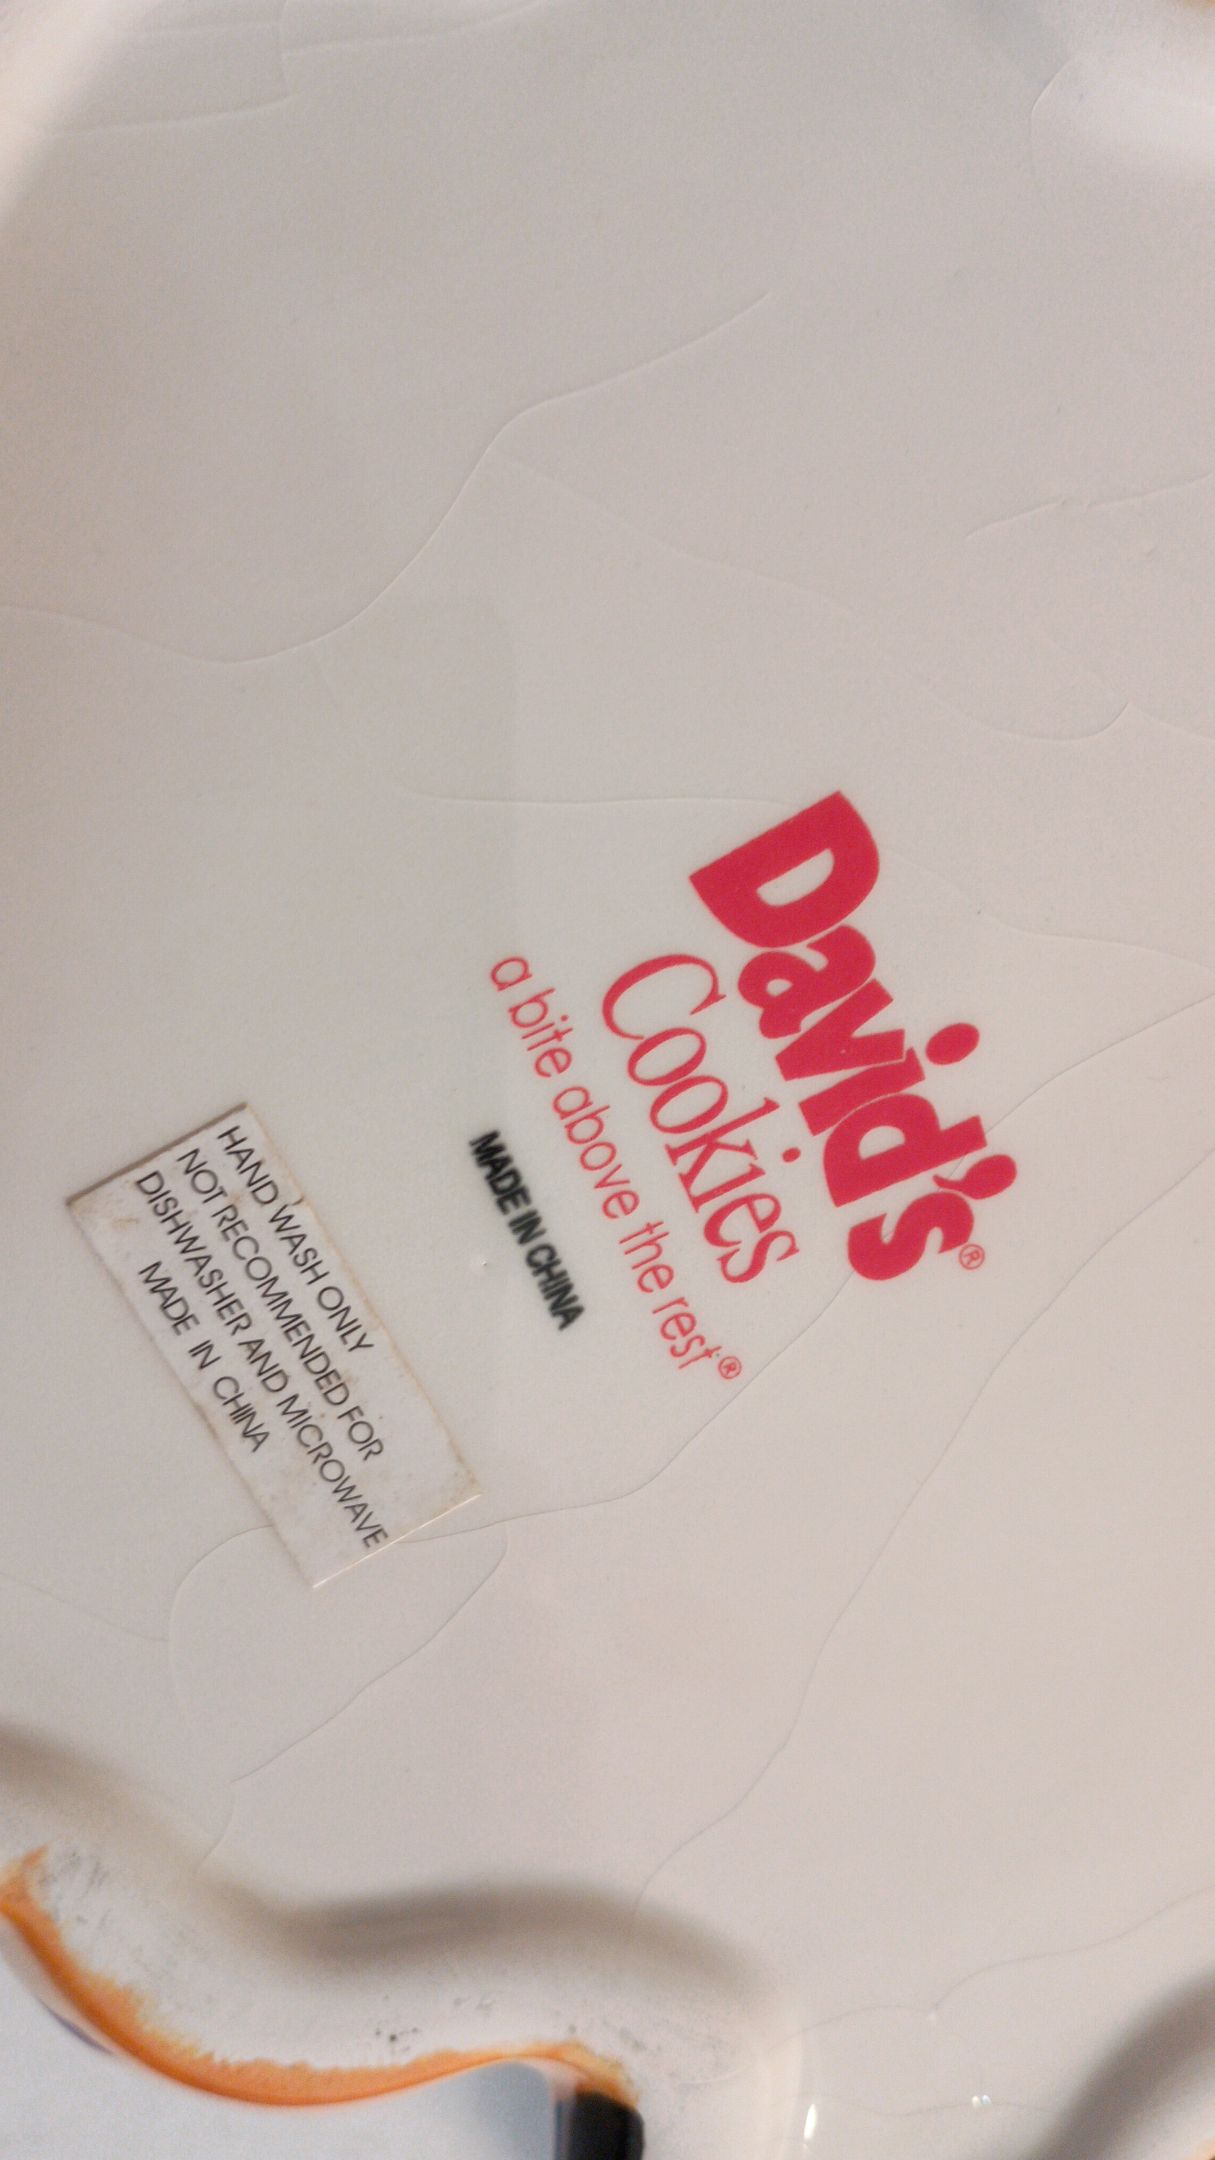 David's®
Cookies
a bite above the rest®
MADE IN CHINA
HAND WASH ONLY
NOT RECOMMENDED FOR
DISHWASHER AND MICROWAVE
MADE IN CHINA